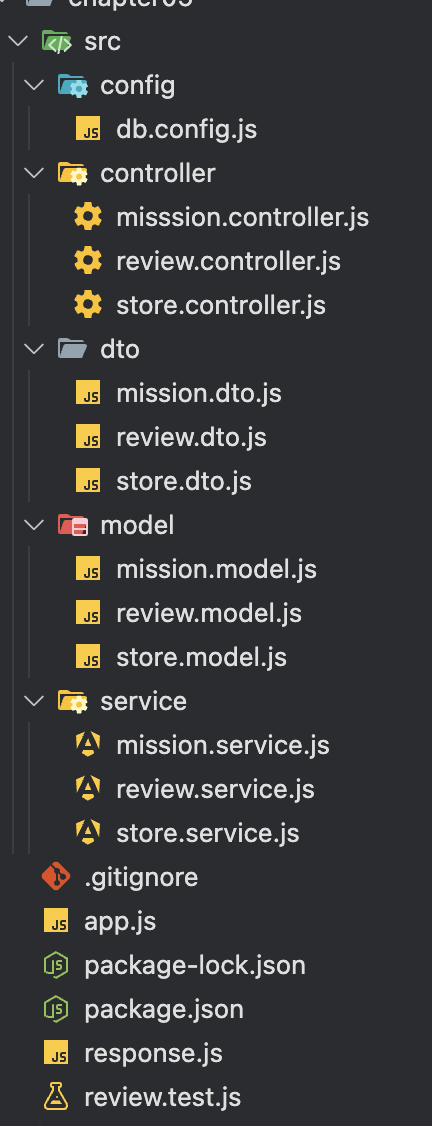 src
config
db.config.js
controller
misssion.controller.js
review.controller.js
store.controller.js
dto
mission.dto.js
review.dto.js
store.dto.js
model
mission.model.js
review.model.js
store.model.js
service
mission.service.js
review.service.js
store.service.js
.gitignore
app.js
package-lock.json
package.json
response.js
review.test.js